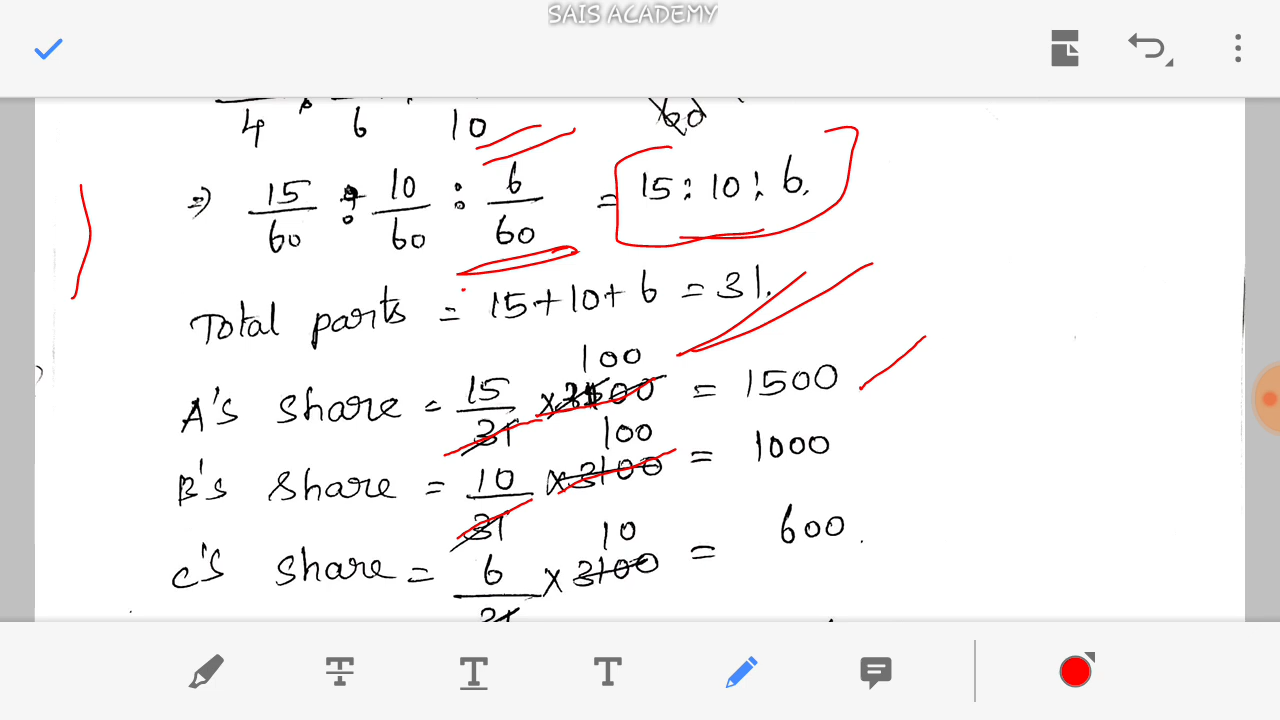 SAIS ACADEMY
4 : 6 : 10
=> 15/60 : 10/60 : 6/60 = 15 : 10 : 6.
Total parts = 15+10+6 = 31.
100
A's share = 15/31 × 3100 = 1500
100
B's share = 10/31 × 3100 = 1000
10
C's share = 6/31 × 3100 = 600.
T T T